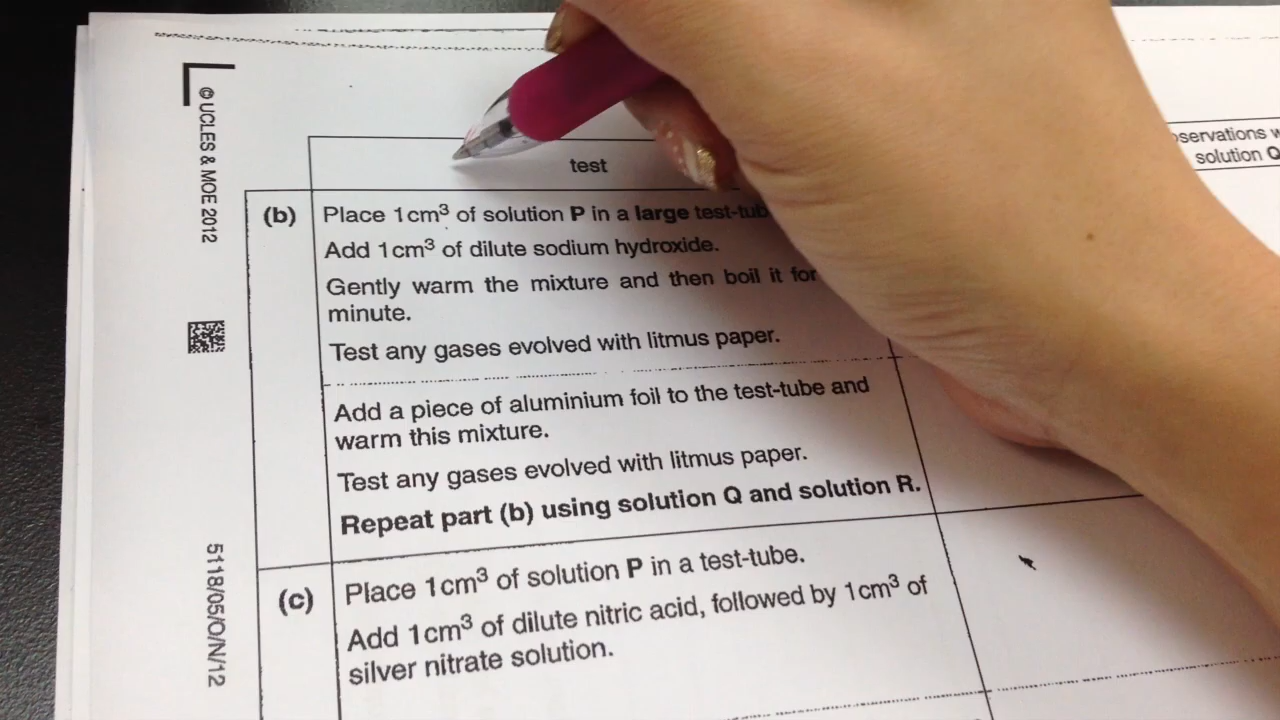 © UCLES & MOE 2012
5118/05/O/N/12
test
servations
solution Q
(b) Place 1cm³ of solution P in a large test-tub
Add 1cm³ of dilute sodium hydroxide.
Gently warm the mixture and then boil it for
minute.
Test any gases evolved with litmus paper.
Add a piece of aluminium foil to the test-tube and
warm this mixture.
Test any gases evolved with litmus paper.
Repeat part (b) using solution Q and solution R.
(c) Place 1cm³ of solution P in a test-tube.
Add 1cm³ of dilute nitric acid, followed by 1cm³ of
silver nitrate solution.